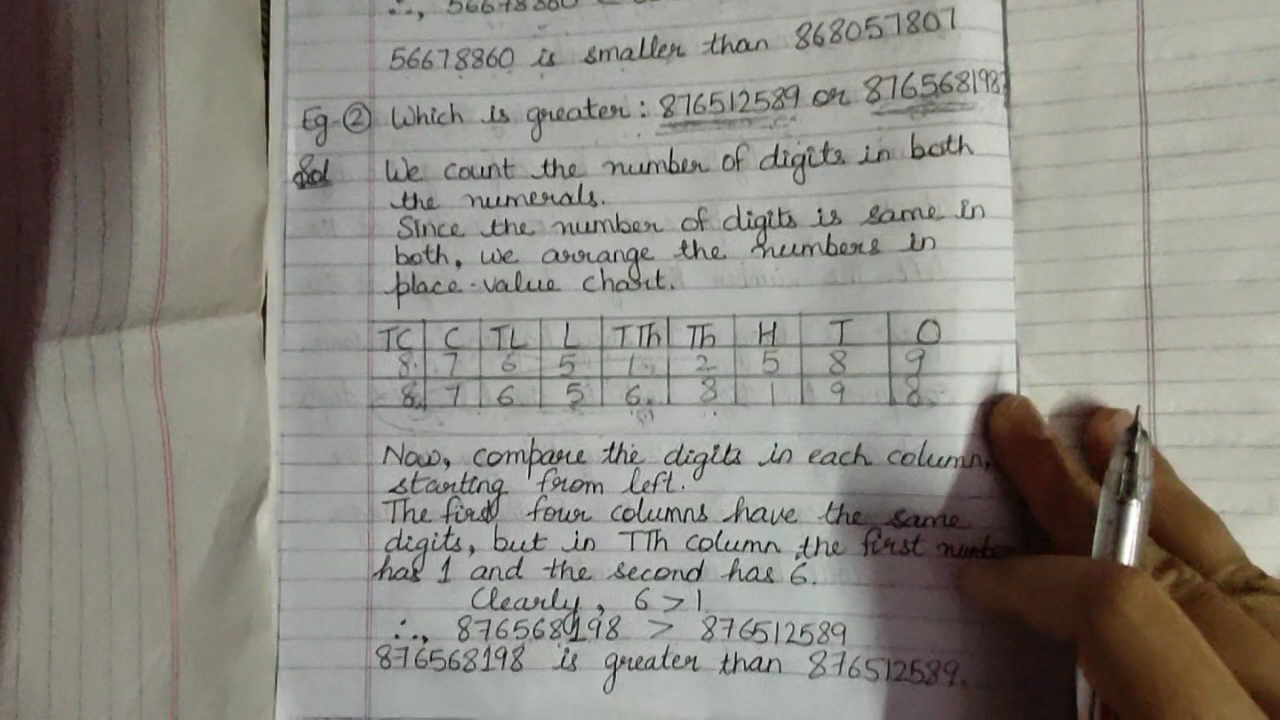 56678860
56678860 is smaller than 868057807
Eg-② Which is greater: 876512589 or 876568198?
Sol We count the number of digits in both
the numerals.
Since the number of digits is same in
both, we arrange the numbers in
place-value chart.
TC C TL L TTh Th H T O
8 7 6 5 1 2 5 8 9
8 7 6 5 6 8 1 9 8
Now, compare the digits in each column,
starting from left.
The first four columns have the same
digits, but in TTh column the first
has 1 and the second has 6.
Clearly, 6 > 1
∴, 876568198 > 876512589
876568198 is greater than 876512589.